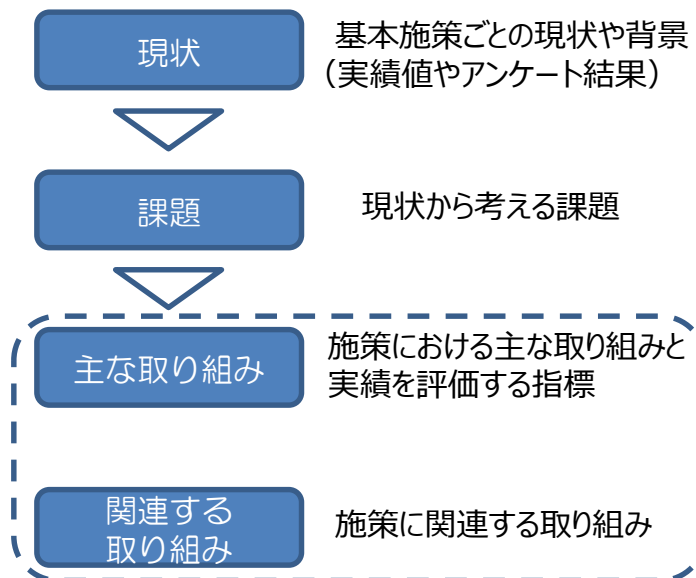 現状
基本施策ごとの現状や背景
（実績値やアンケート結果）
課題
現状から考える課題
主な取り組み
施策における主な取り組みと
実績を評価する指標
関連する
取り組み
施策に関連する取り組み